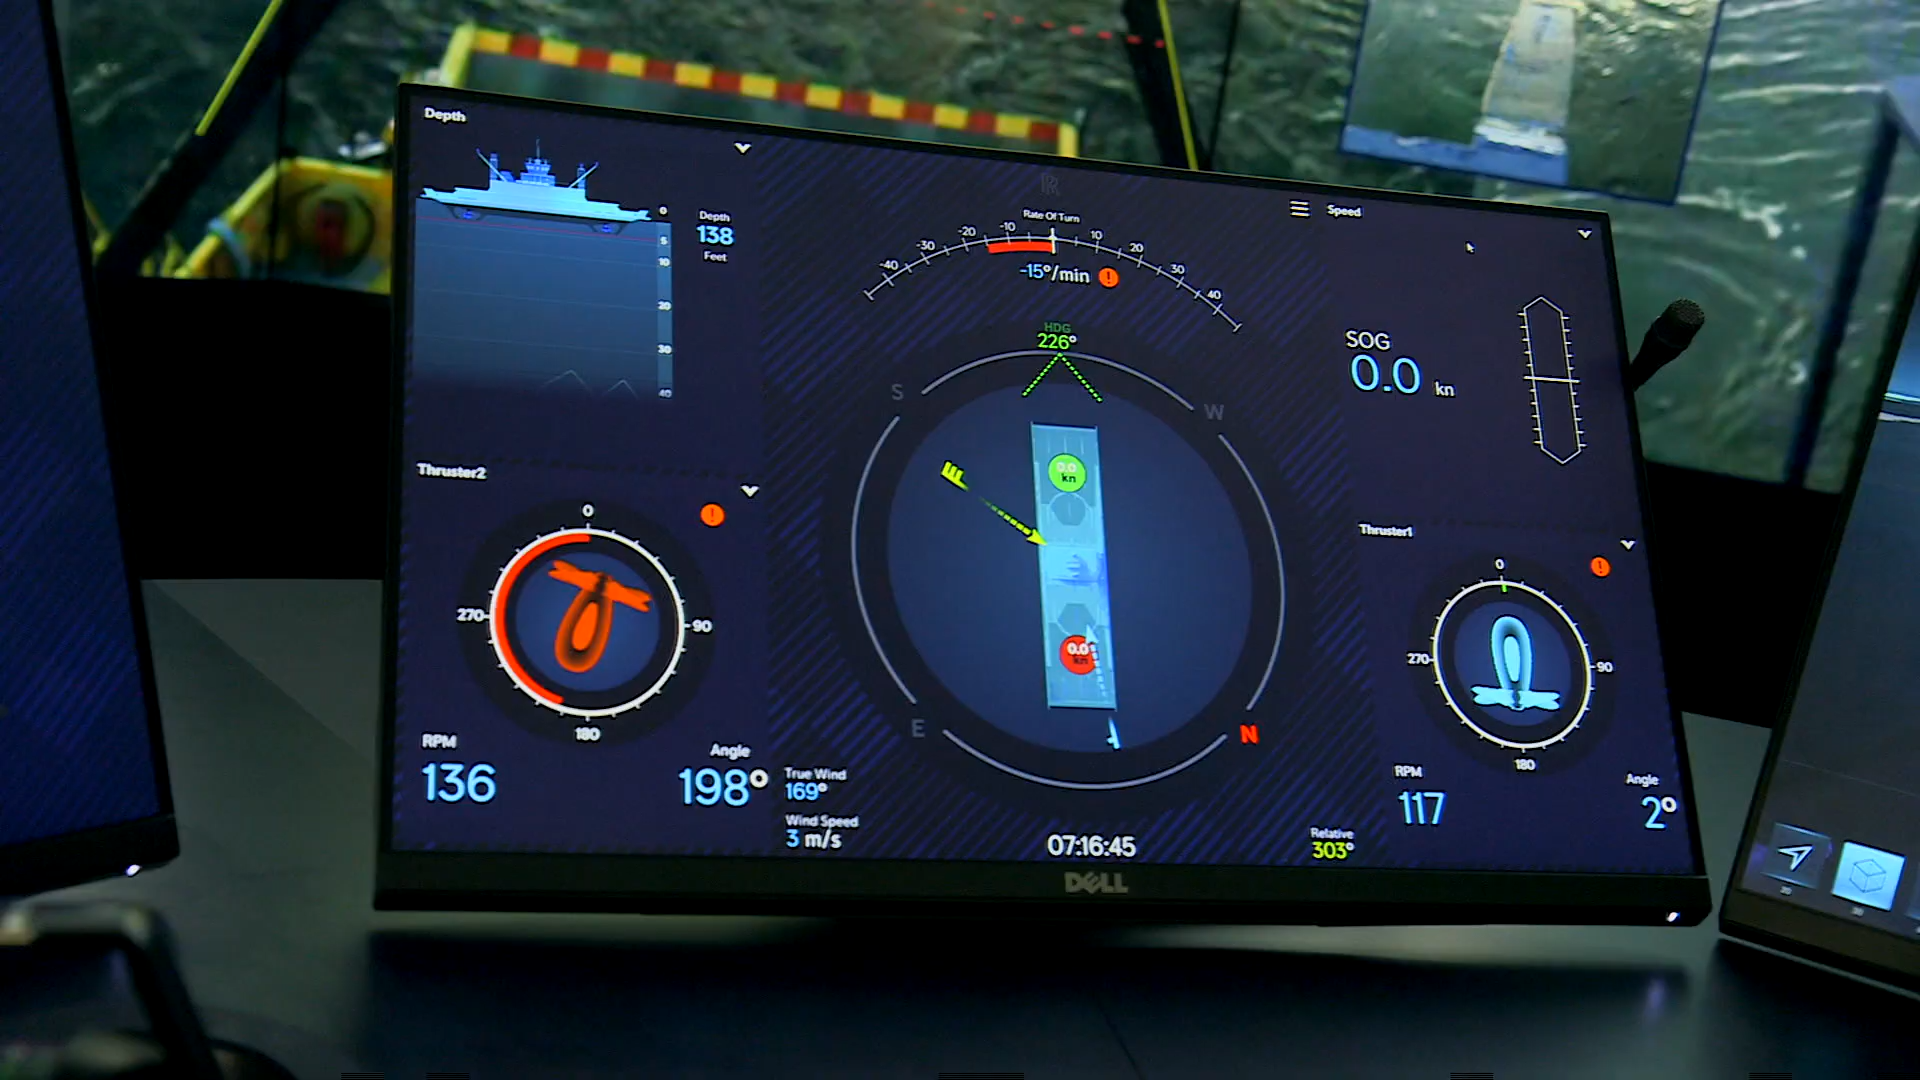 Depth
0
5
10
20
30
40
Depth
138
Feet
Rate Of Turn
-40 -30 -20 -10 10 20 30 40
-15°/min
!
HDG
226°
S
W
E
N
0.0
kn
0.0
kn
Speed
SOG
0.0 kn
Thruster2
!
0
270
90
180
RPM
136
Angle
198°
True Wind
169°
Wind Speed
3 m/s
07:16:45
Relative
303°
Thruster1
!
0
270
90
180
RPM
117
Angle
2°
DELL